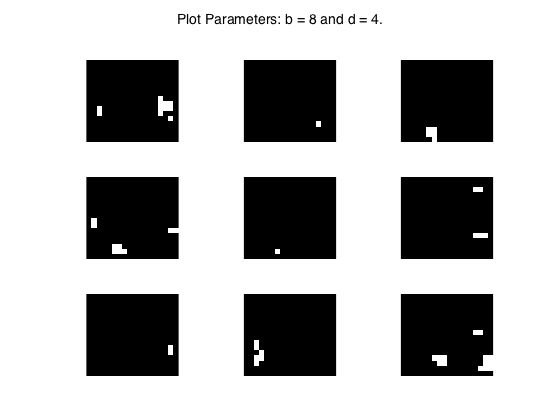 Plot Parameters: b = 8 and d = 4.